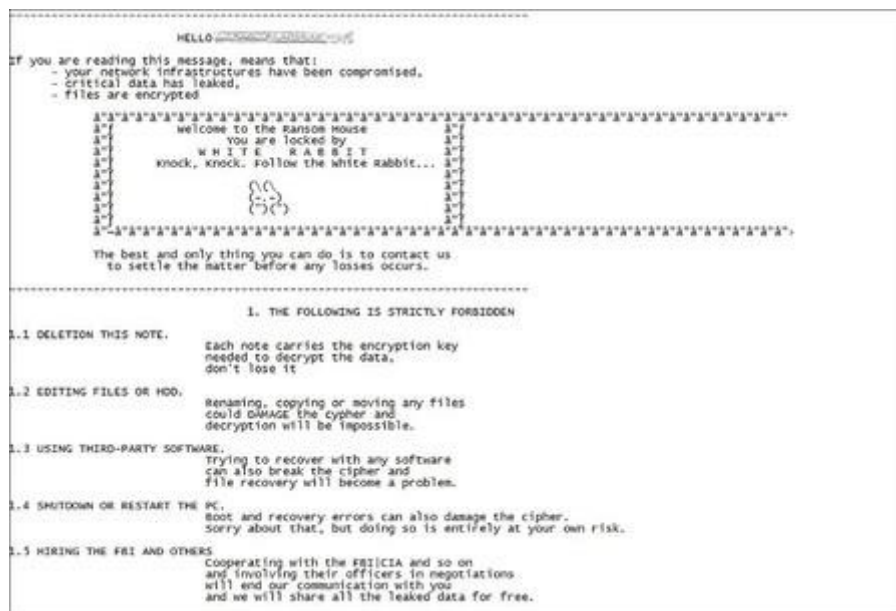 HELLO
If you are reading this message, means that:
- your network infrastructures have been compromised,
- critical data has leaked,
- files are encrypted
Welcome to the Ransom House
You are locked by
W H I T E   R A B B I T
Knock, Knock. Follow the White Rabbit...
(\(\
(-.-)
(")(")
The best and only thing you can do is to contact us
to settle the matter before any losses occurs.
1. THE FOLLOWING IS STRICTLY FORBIDDEN
1.1 DELETION THIS NOTE.
Each note carries the encryption key
needed to decrypt the data,
don't lose it
1.2 EDITING FILES OR HDD.
Renaming, copying or moving any files
could DAMAGE the cypher and
decryption will be impossible.
1.3 USING THIRD-PARTY SOFTWARE.
Trying to recover with any software
can also break the cipher and
file recovery will become a problem.
1.4 SHUTDOWN OR RESTART THE PC.
Boot and recovery errors can also damage the cipher.
Sorry about that, but doing so is entirely at your own risk.
1.5 HIRING THE FBI AND OTHERS
Cooperating with the FBI|CIA and so on
and involving their officers in negotiations
will end our communication with you
and we will share all the leaked data for free.